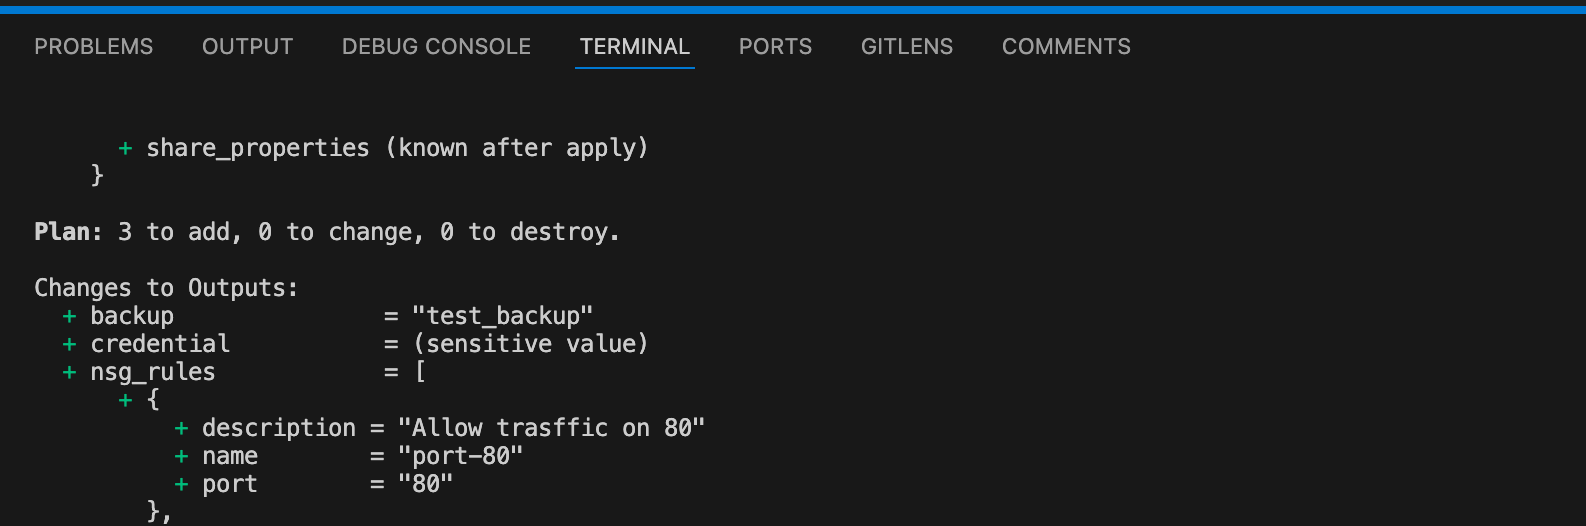 PROBLEMS OUTPUT DEBUG CONSOLE TERMINAL PORTS GITLENS COMMENTS
      + share_properties (known after apply)
    }
Plan: 3 to add, 0 to change, 0 to destroy.
Changes to Outputs:
  + backup               = "test_backup"
  + credential           = (sensitive value)
  + nsg_rules            = [
      + {
          + description = "Allow trasffic on 80"
          + name        = "port-80"
          + port        = "80"
        },